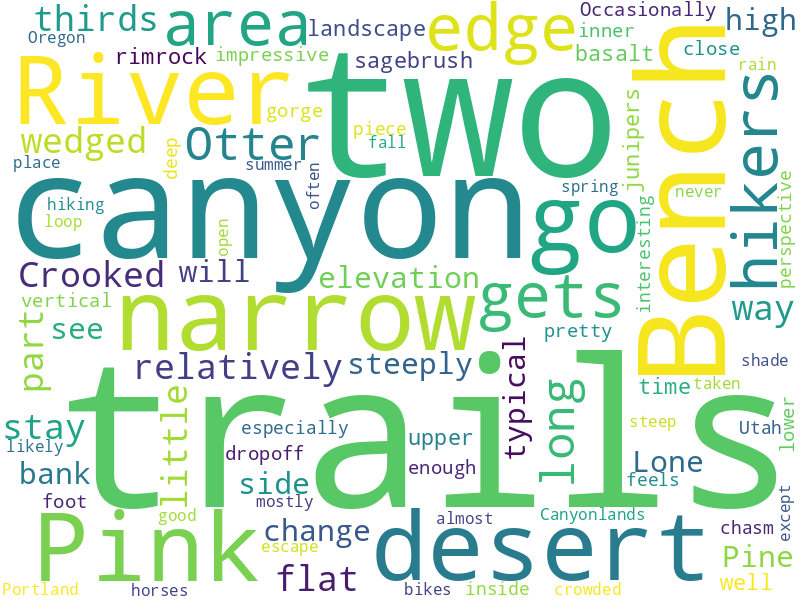 thirds
area
landscape
edge
Occasionally
high
Oregon
rimrock
impressive
sagebrush
inner
basalt
close
rain
River
two
gorge
piece
fall
wedged
deep
Otter
junipers
Bench
hikers
never
place
summer
often
spring
perspective
canyon
go
hiking
loop
open
interesting
Crooked
will
elevation
gets
vertical
narrow
way
part
see
pretty
relatively
steeply
typical
shade
trails
long
time
taken
little
stay
especially
upper
steep
Utah
lower
likely
dropoff
bank
enough
side
Lone
feels
foot
mostly
good
Pink
change
almost
desert
Canyonlands
chasm
except
escape
flat
Pine
Portland
horses
bikes
inside
crowded
well